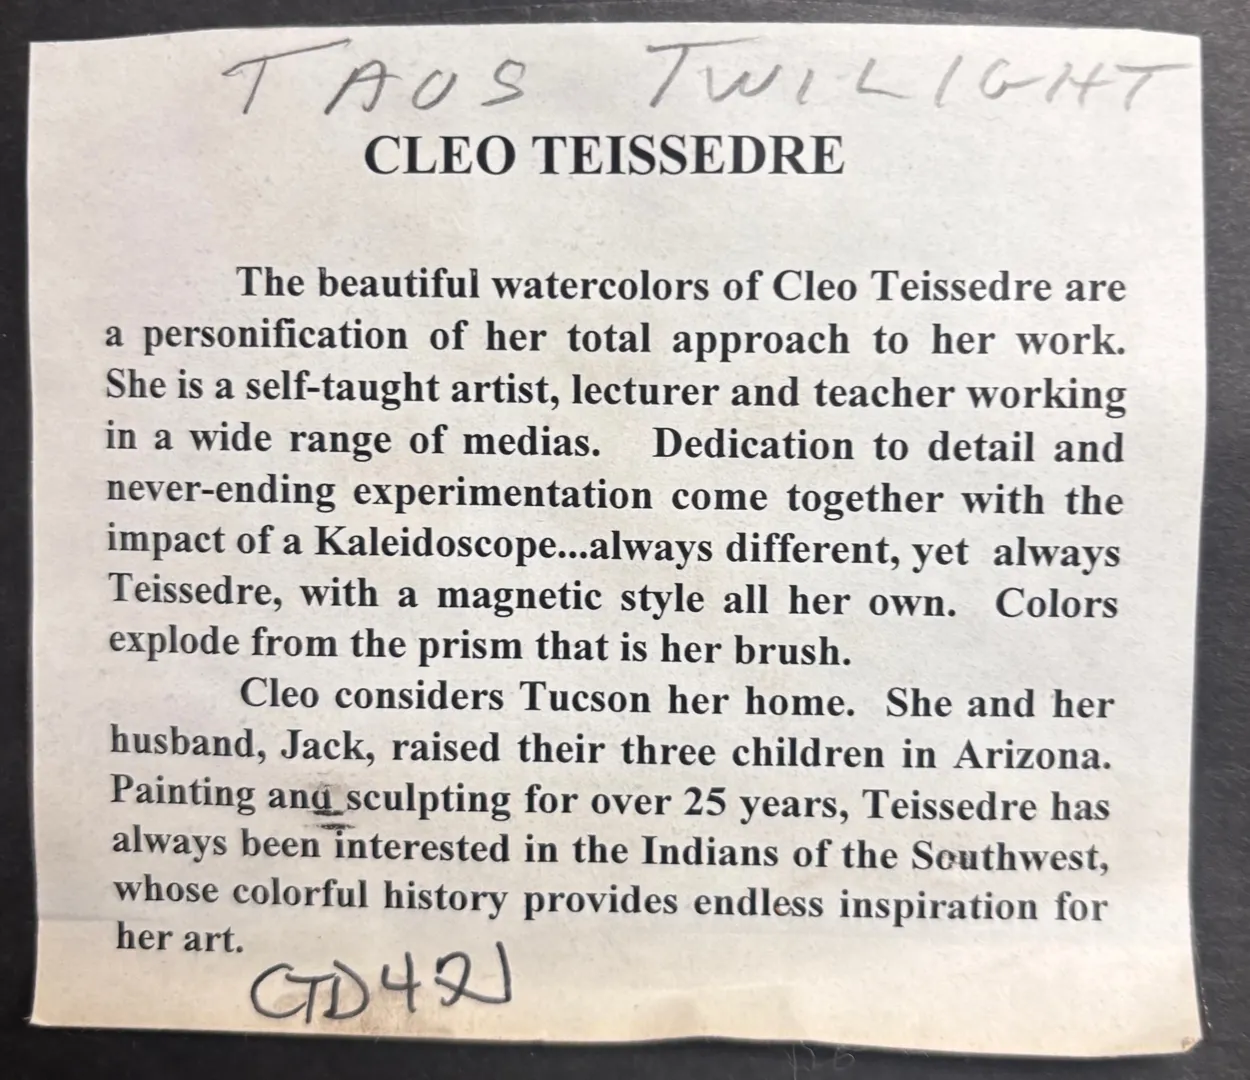 TAOS TWILIGHT
CLEO TEISSEDRE
The beautiful watercolors of Cleo Teissedre are
a personification of her total approach to her work.
She is a self-taught artist, lecturer and teacher working
in a wide range of medias. Dedication to detail and
never-ending experimentation come together with the
impact of a Kaleidoscope...always different, yet always
Teissedre, with a magnetic style all her own. Colors
explode from the prism that is her brush.
Cleo considers Tucson her home. She and her
husband, Jack, raised their three children in Arizona.
Painting and sculpting for over 25 years, Teissedre has
always been interested in the Indians of the Southwest,
whose colorful history provides endless inspiration for
her art.
CTD421